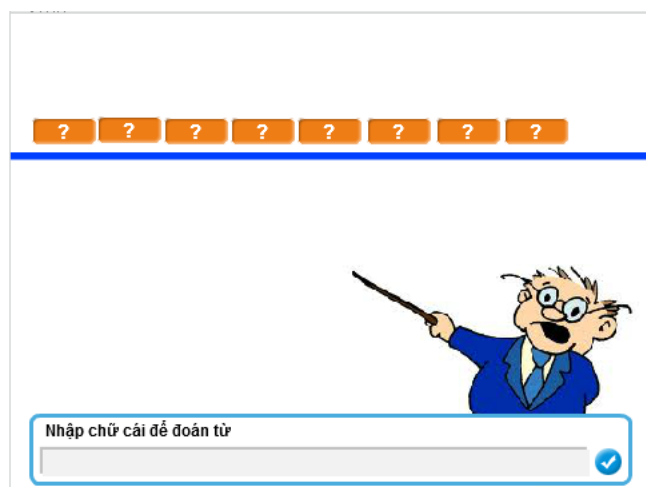 ? ? ? ? ? ? ? ?
Nhập chữ cái để đoán từ